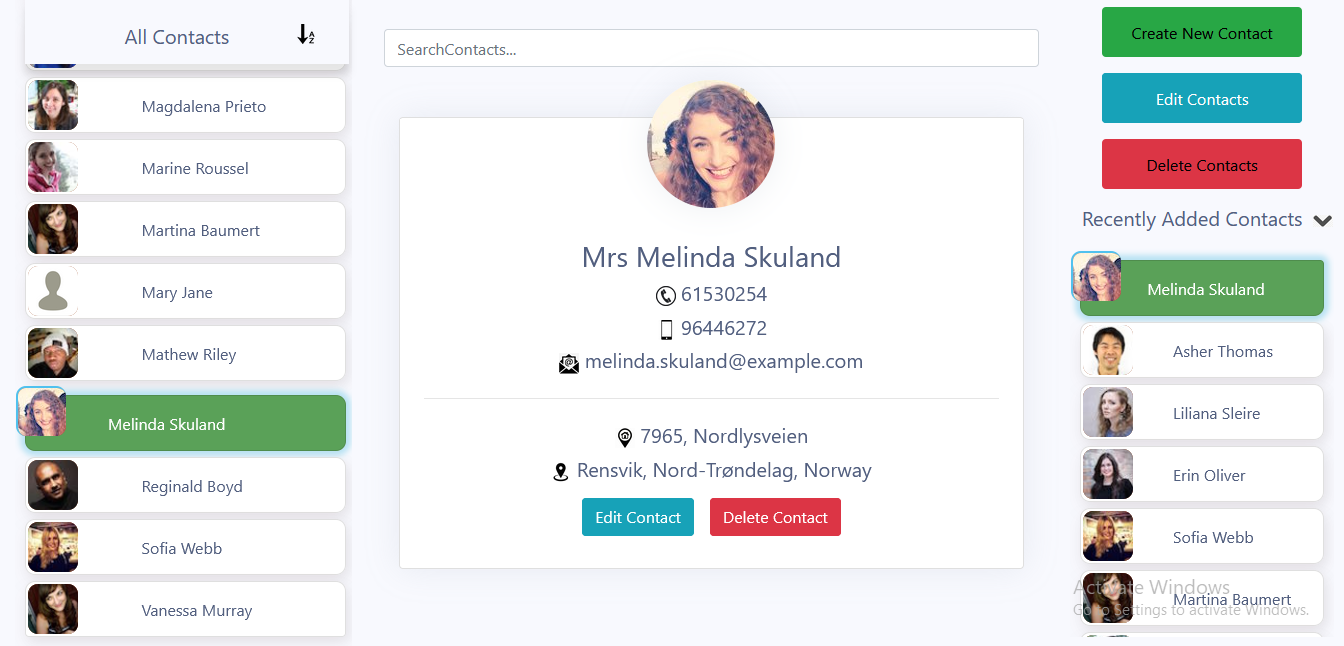 All Contacts
Magdalena Prieto
Marine Roussel
Martina Baumert
Mary Jane
Mathew Riley
Melinda Skuland
Reginald Boyd
Sofia Webb
Vanessa Murray
SearchContacts...
Mrs Melinda Skuland
61530254
96446272
melinda.skuland@example.com
7965, Nordlysveien
Rensvik, Nord-Trøndelag, Norway
Edit Contact Delete Contact
Create New Contact
Edit Contacts
Delete Contacts
Recently Added Contacts
Melinda Skuland
Asher Thomas
Liliana Sleire
Erin Oliver
Sofia Webb
Martina Baumert
Activate Windows
Go to Settings to activate Windows.